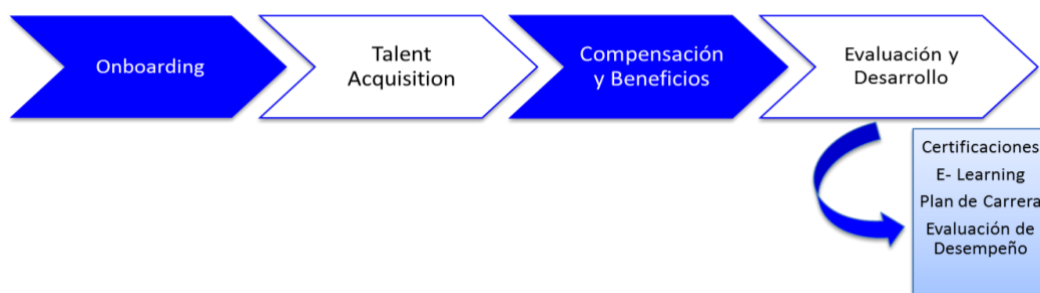 Onboarding
Talent
Acquisition
Compensación
y Beneficios
Evaluación y
Desarrollo
Certificaciones
E- Learning
Plan de Carrera
Evaluación de
Desempeño